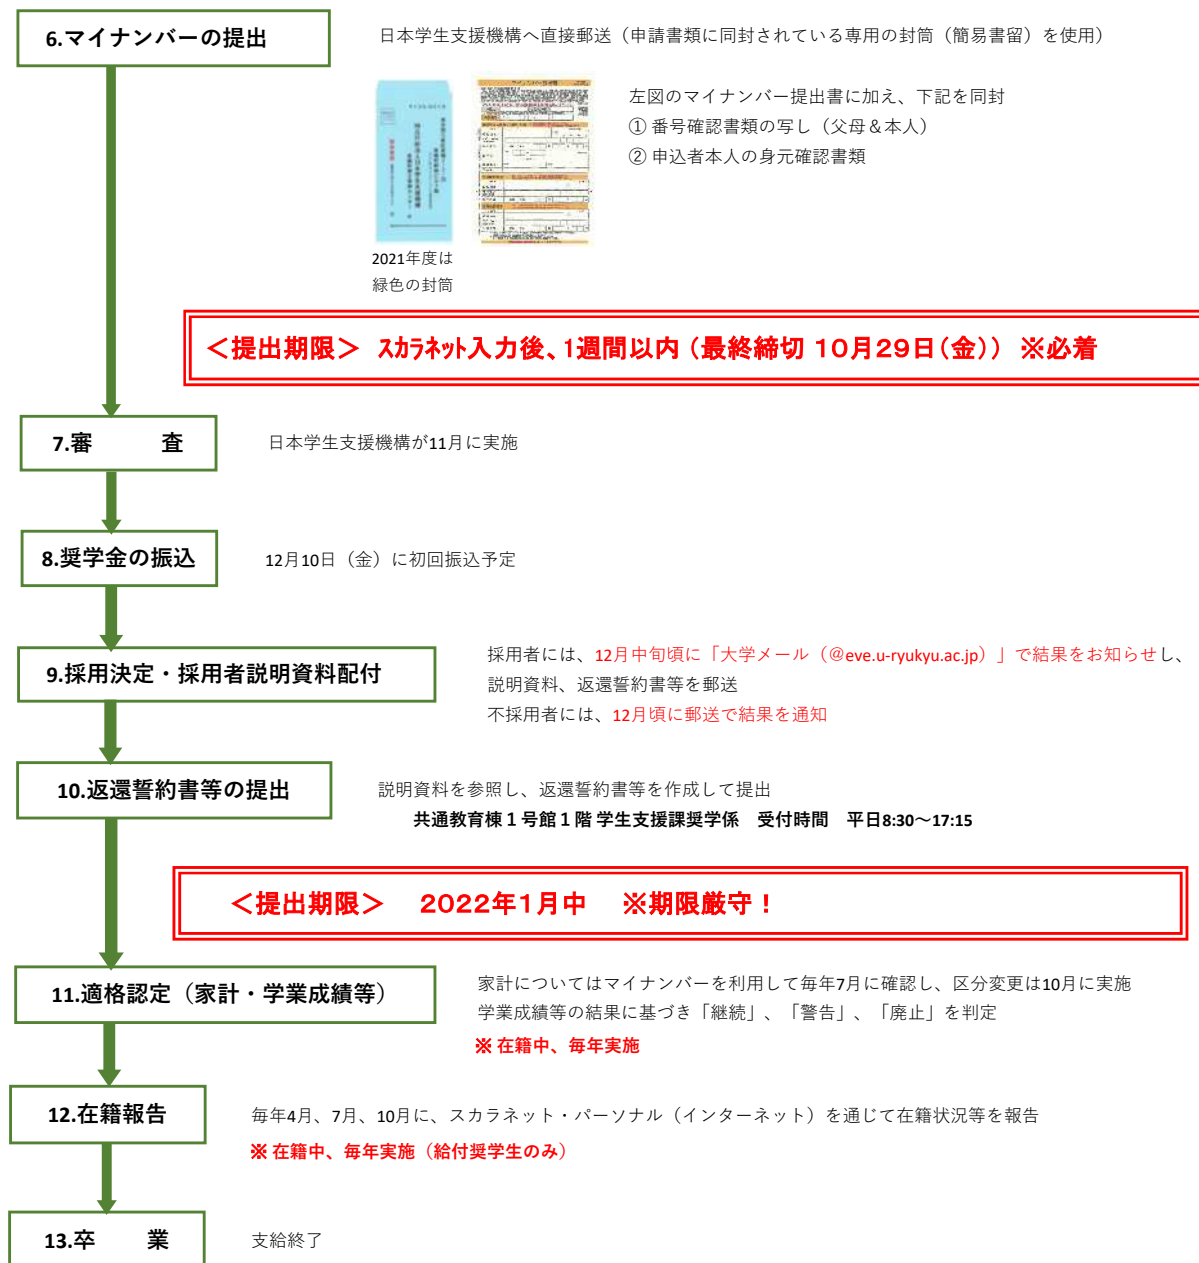 6.マイナンバーの提出
日本学生支援機構へ直接郵送（申請書類に同封されている専用の封筒（簡易書留）を使用）
左図のマイナンバー提出書に加え、下記を同封
① 番号確認書類の写し（父母＆本人）
② 申込者本人の身元確認書類
2021年度は
緑色の封筒
＜提出期限＞ スカラネット入力後、1週間以内（最終締切 10月29日（金）） ※必着
7.審　　　査
日本学生支援機構が11月に実施
8.奨学金の振込
12月10日（金）に初回振込予定
9.採用決定・採用者説明資料配付
採用者には、12月中旬頃に「大学メール（@eve.u-ryukyu.ac.jp）」で結果をお知らせし、
説明資料、返還誓約書等を郵送
不採用者には、12月頃に郵送で結果を通知
10.返還誓約書等の提出
説明資料を参照し、返還誓約書等を作成して提出
共通教育棟１号館１階 学生支援課奨学係　受付時間　平日8:30～17:15
＜提出期限＞　2022年1月中　※期限厳守！
11.適格認定（家計・学業成績等）
家計についてはマイナンバーを利用して毎年7月に確認し、区分変更は10月に実施
学業成績等の結果に基づき「継続」、「警告」、「廃止」を判定
※ 在籍中、毎年実施
12.在籍報告
毎年4月、7月、10月に、スカラネット・パーソナル（インターネット）を通じて在籍状況等を報告
※ 在籍中、毎年実施（給付奨学生のみ）
13.卒　　　業
支給終了